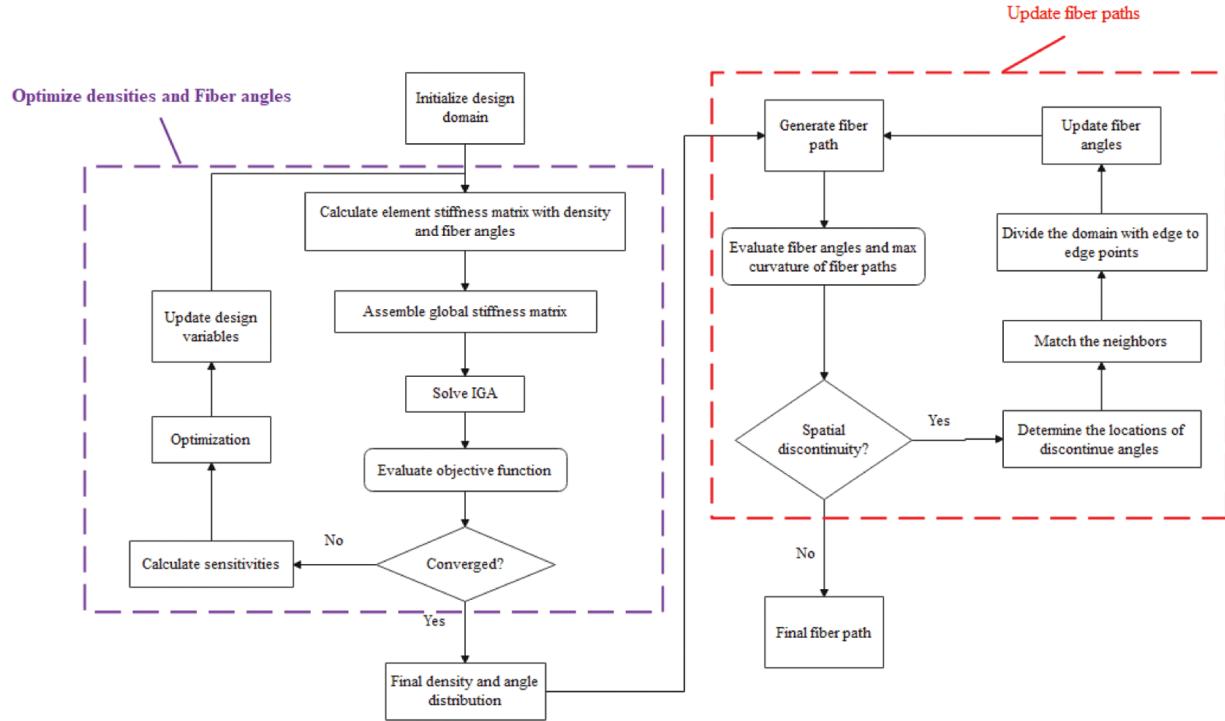 Update fiber paths
Optimize densities and Fiber angles
Initialize design
domain
Calculate element stiffness matrix with density
and fiber angles
Assemble global stiffness matrix
Solve IGA
Evaluate objective function
Converged?
No
Calculate sensitivities
Optimization
Update design
variables
Yes
Final density and angle
distribution
Generate fiber
path
Evaluate fiber angles and max
curvature of fiber paths
Spatial
discontinuity?
Yes
Determine the locations of
discontinue angles
Match the neighbors
Divide the domain with edge to
edge points
Update fiber
angles
No
Final fiber path